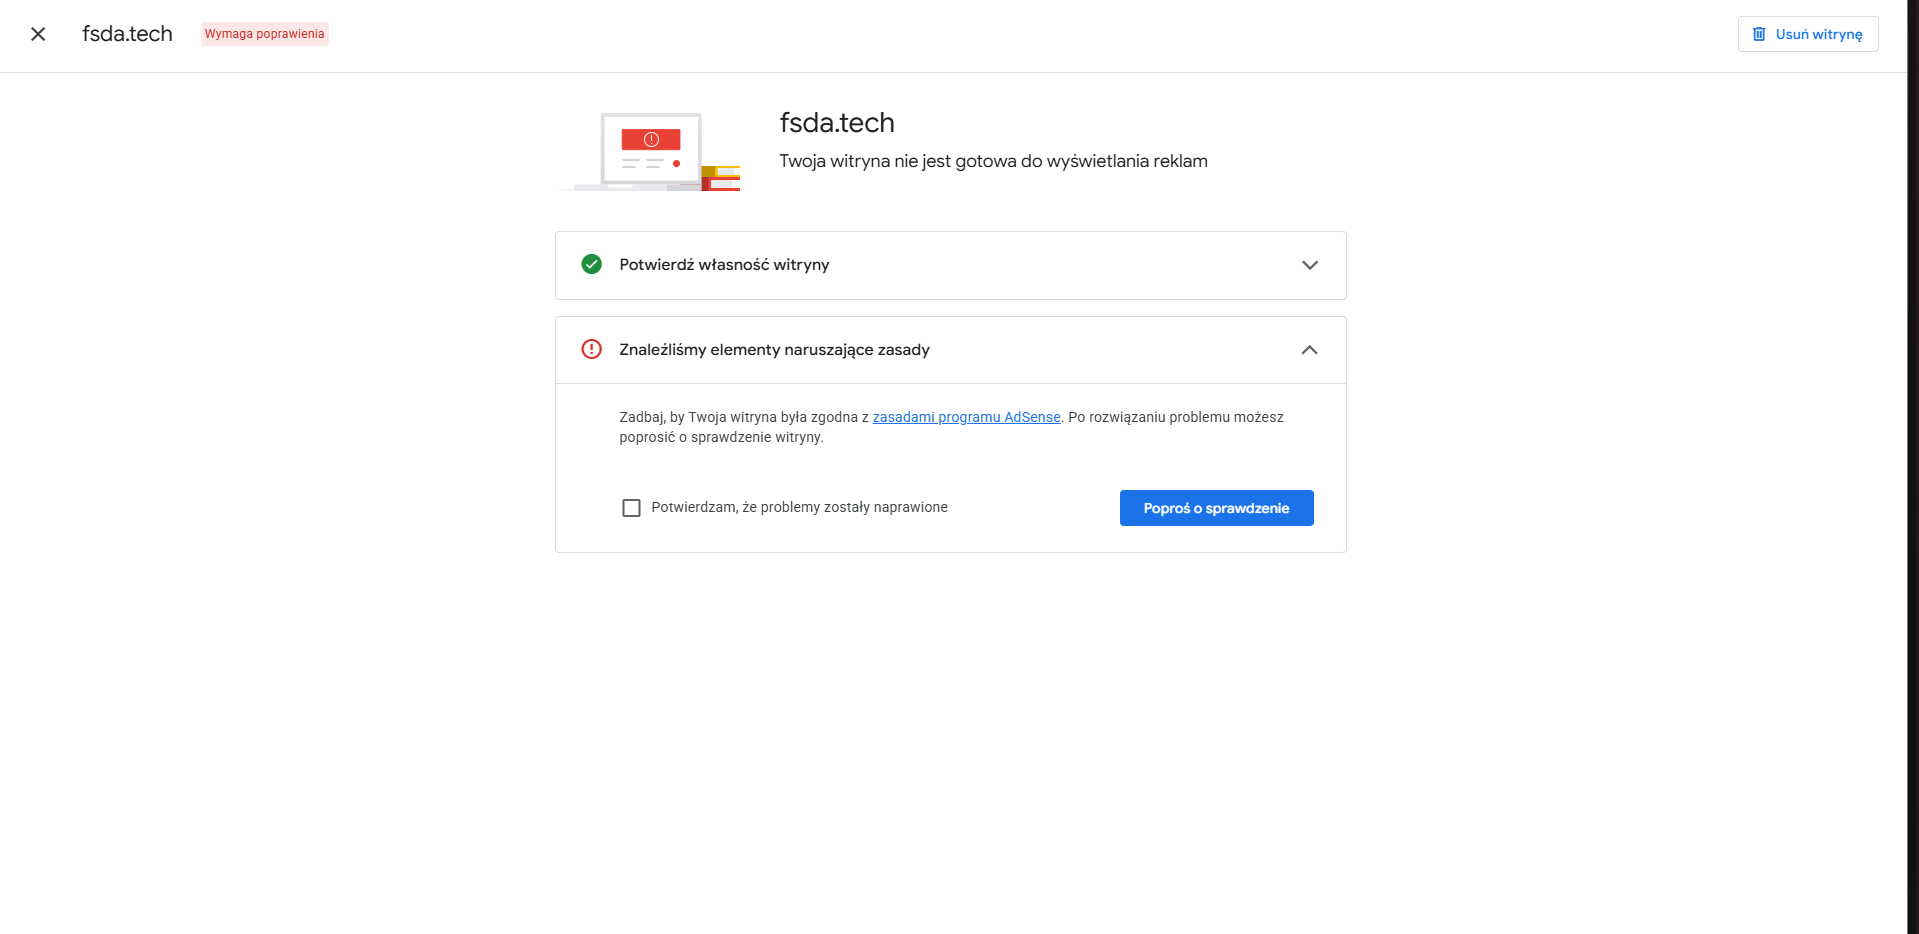 fsda.tech
Wymaga poprawienia
Usuń witrynę
fsda.tech
Twoja witryna nie jest gotowa do wyświetlania reklam
Potwierdź własność witryny
Znaleźliśmy elementy naruszające zasady
Zadbaj, by Twoja witryna była zgodna z zasadami programu AdSense. Po rozwiązaniu problemu możesz
poprosić o sprawdzenie witryny.
Potwierdzam, że problemy zostały naprawione
Poproś o sprawdzenie